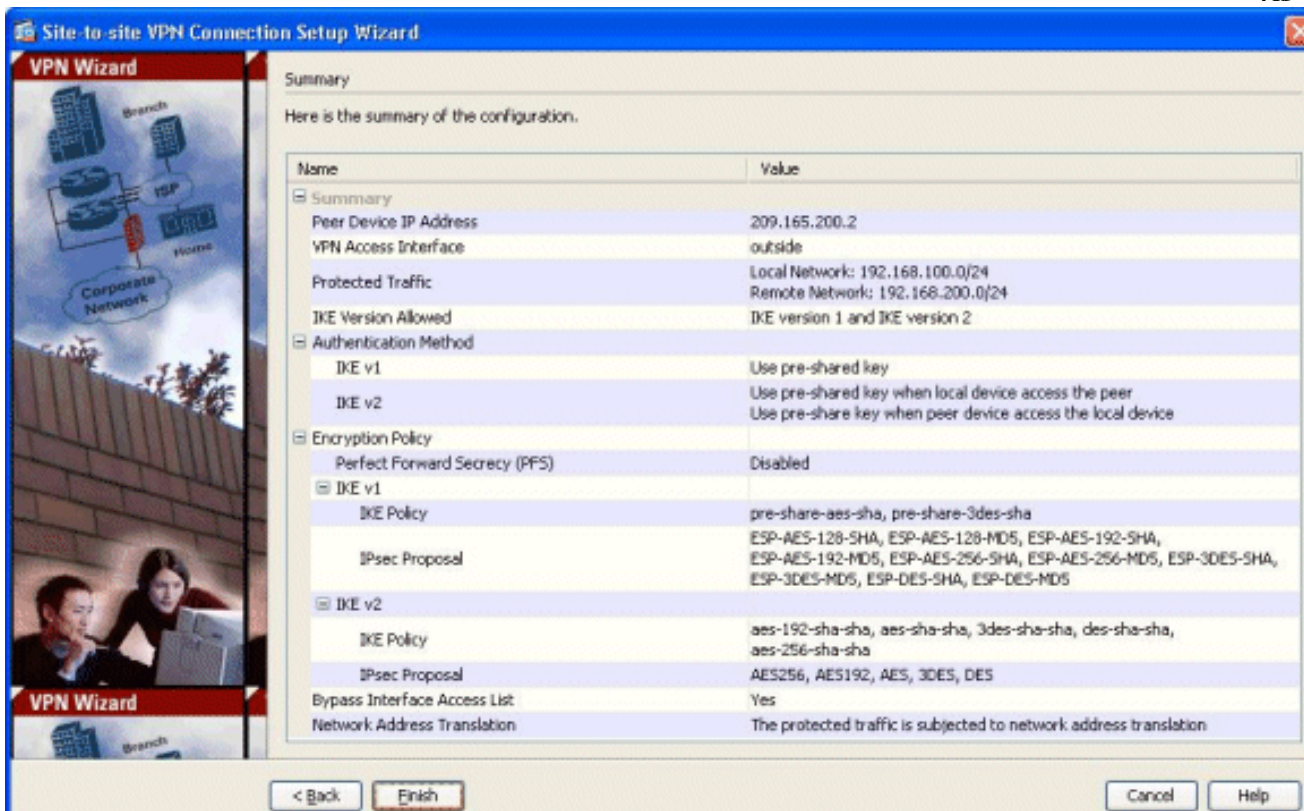 Site-to-site VPN Connection Setup Wizard
VPN Wizard
Branch
ISP
Home
Corporate
Network
Summary
Here is the summary of the configuration.
Name Value
Summary
Peer Device IP Address 209.165.200.2
VPN Access Interface outside
Protected Traffic Local Network: 192.168.100.0/24
Remote Network: 192.168.200.0/24
IKE Version Allowed IKE version 1 and IKE version 2
Authentication Method
IKE v1 Use pre-shared key
IKE v2 Use pre-shared key when local device access the peer
Use pre-share key when peer device access the local device
Encryption Policy
Perfect Forward Secrecy (PFS) Disabled
IKE v1
IKE Policy pre-share-aes-sha, pre-share-3des-sha
IPsec Proposal ESP-AES-128-SHA, ESP-AES-128-MD5, ESP-AES-192-SHA,
ESP-AES-192-MD5, ESP-AES-256-SHA, ESP-AES-256-MD5, ESP-3DES-SHA,
ESP-3DES-MD5, ESP-DES-SHA, ESP-DES-MD5
IKE v2
IKE Policy aes-192-sha-sha, aes-sha-sha, 3des-sha-sha, des-sha-sha,
aes-256-sha-sha
IPsec Proposal AES256, AES192, AES, 3DES, DES
Bypass Interface Access List Yes
Network Address Translation The protected traffic is subjected to network address translation
VPN Wizard
Branch
< Back Finish Cancel Help